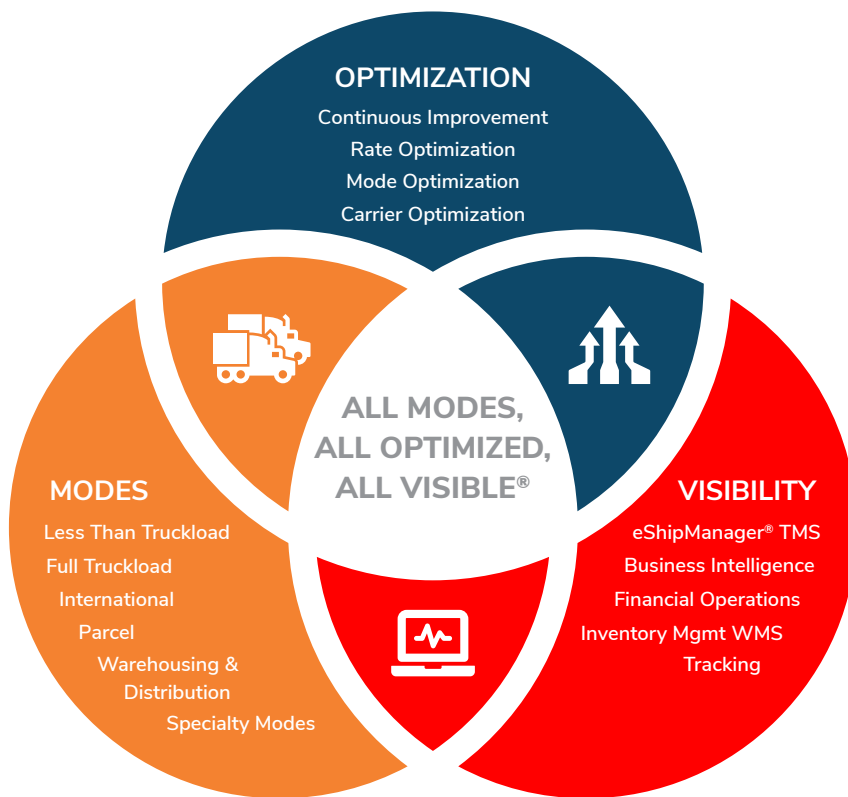 OPTIMIZATION
Continuous Improvement
Rate Optimization
Mode Optimization
Carrier Optimization
ALL MODES,
ALL OPTIMIZED,
ALL VISIBLE®
MODES
Less Than Truckload
Full Truckload
International
Parcel
Warehousing &
Distribution
Specialty Modes
VISIBILITY
eShipManager® TMS
Business Intelligence
Financial Operations
Inventory Mgmt WMS
Tracking